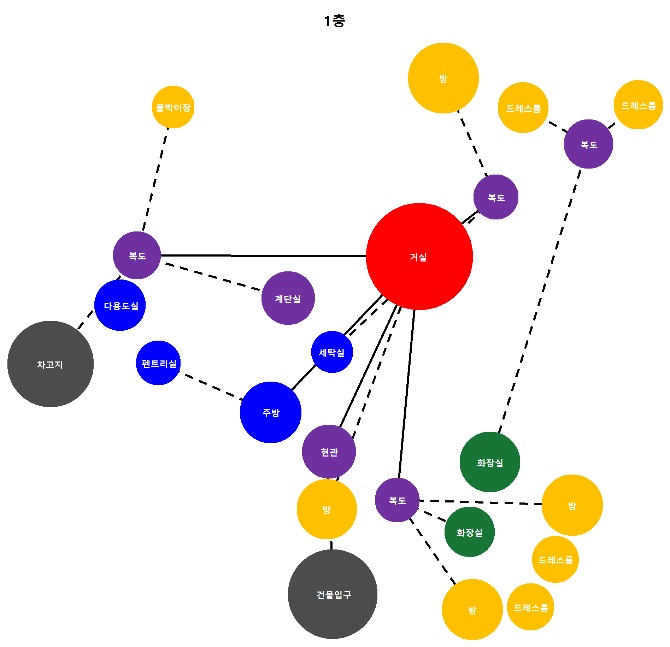 1층
방
드레스룸
드레스룸
붙박이장
복도
복도
복도
거실
계단실
다용도실
세탁실
차고지
펜트리실
주방
현관
화장실
복도
방
방
화장실
드레스룸
건물입구
방
드레스룸